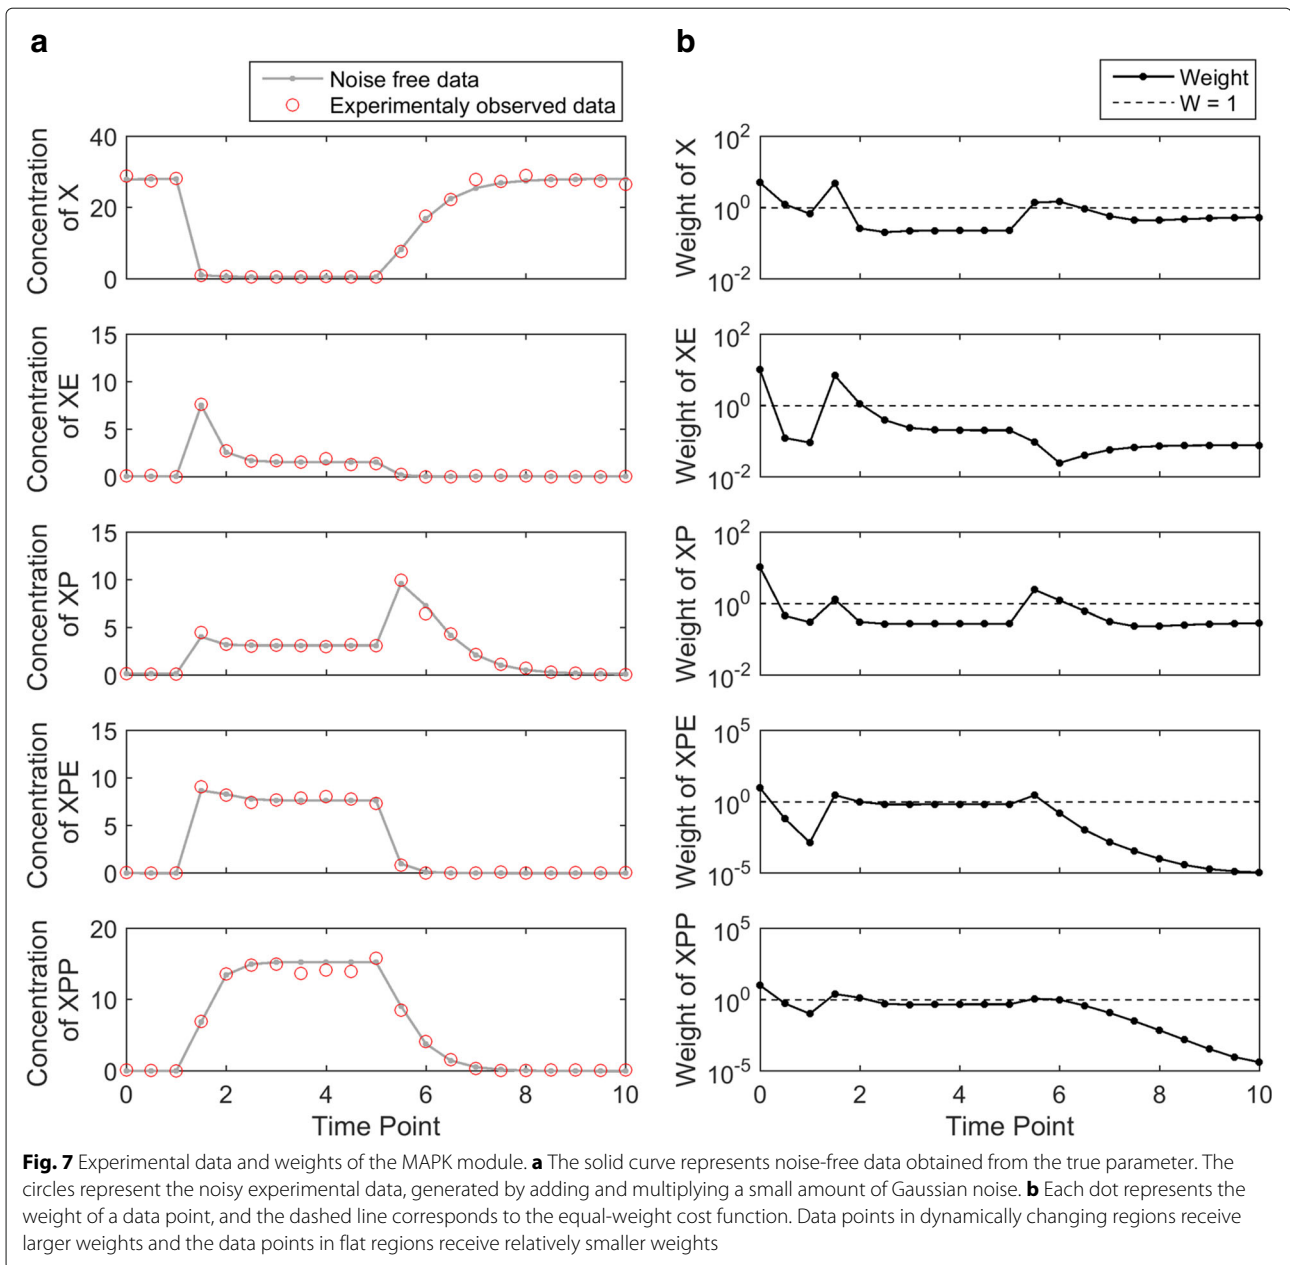 a
Noise free data
Experimentaly observed data
Concentration
of X
40
20
0
Concentration
of XE
15
10
5
0
Concentration
of XP
15
10
5
0
Concentration
of XPE
15
10
5
0
Concentration
of XPP
20
10
0
0 2 4 6 8 10
Time Point
b
Weight
W = 1
Weight of X
10^2
10^0
10^-2
Weight of XE
10^2
10^0
10^-2
Weight of XP
10^2
10^0
10^-2
Weight of XPE
10^5
10^0
10^-5
Weight of XPP
10^5
10^0
10^-5
0 2 4 6 8 10
Time Point
Fig. 7 Experimental data and weights of the MAPK module. a The solid curve represents noise-free data obtained from the true parameter. The
circles represent the noisy experimental data, generated by adding and multiplying a small amount of Gaussian noise. b Each dot represents the
weight of a data point, and the dashed line corresponds to the equal-weight cost function. Data points in dynamically changing regions receive
larger weights and the data points in flat regions receive relatively smaller weights